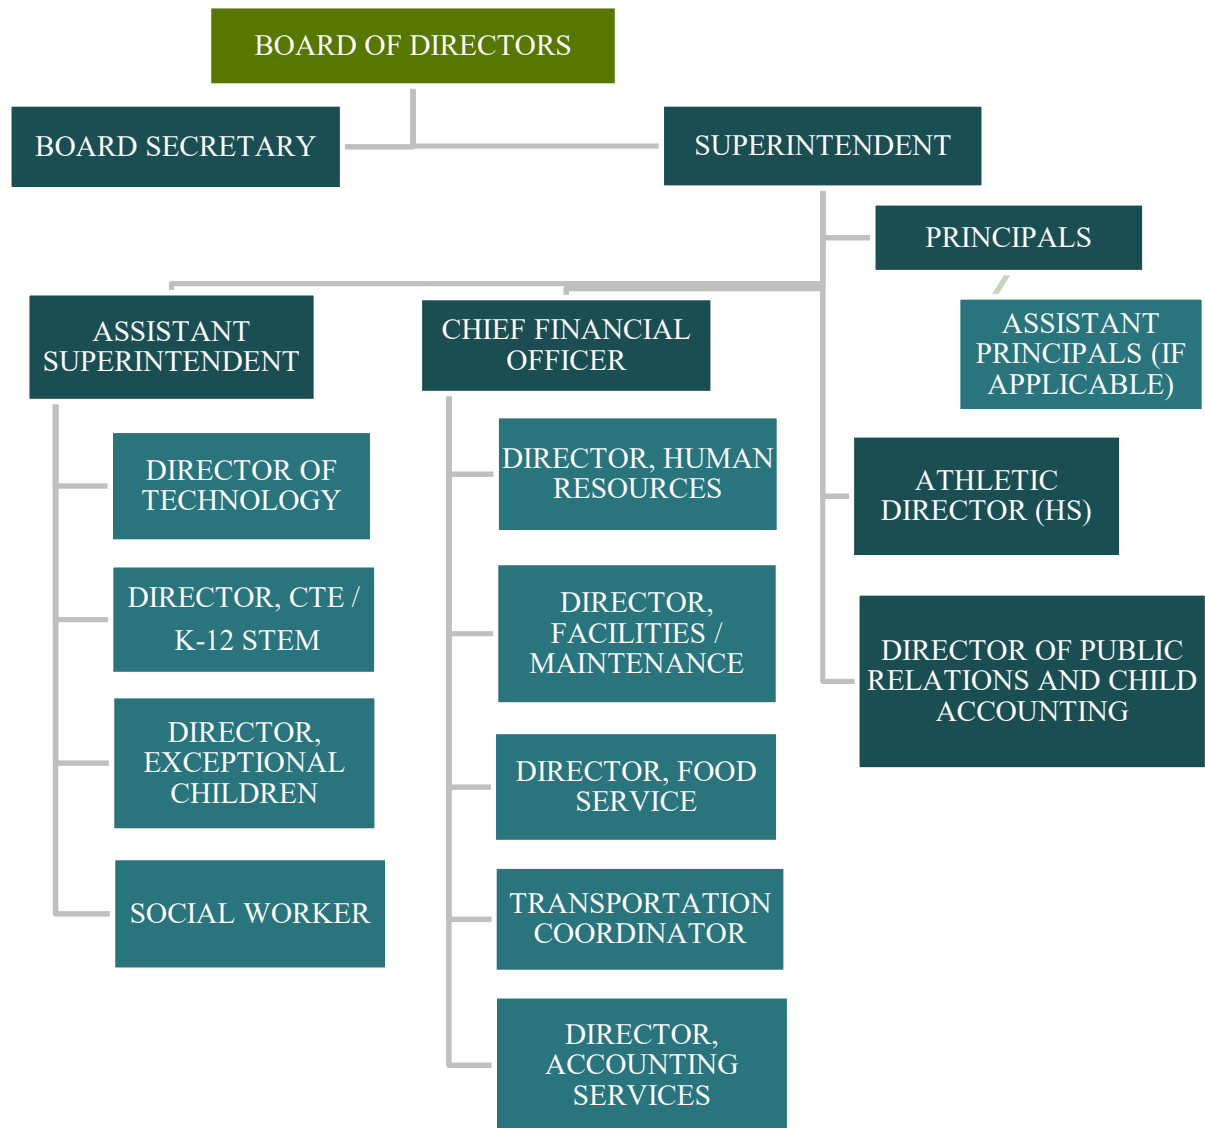 BOARD OF DIRECTORS
BOARD SECRETARY
SUPERINTENDENT
PRINCIPALS
ASSISTANT
PRINCIPALS (IF
APPLICABLE)
ASSISTANT
SUPERINTENDENT
CHIEF FINANCIAL
OFFICER
DIRECTOR OF
TECHNOLOGY
DIRECTOR, CTE /
K-12 STEM
DIRECTOR,
EXCEPTIONAL
CHILDREN
SOCIAL WORKER
DIRECTOR, HUMAN
RESOURCES
DIRECTOR,
FACILITIES /
MAINTENANCE
DIRECTOR, FOOD
SERVICE
TRANSPORTATION
COORDINATOR
DIRECTOR,
ACCOUNTING
SERVICES
ATHLETIC
DIRECTOR (HS)
DIRECTOR OF PUBLIC
RELATIONS AND CHILD
ACCOUNTING